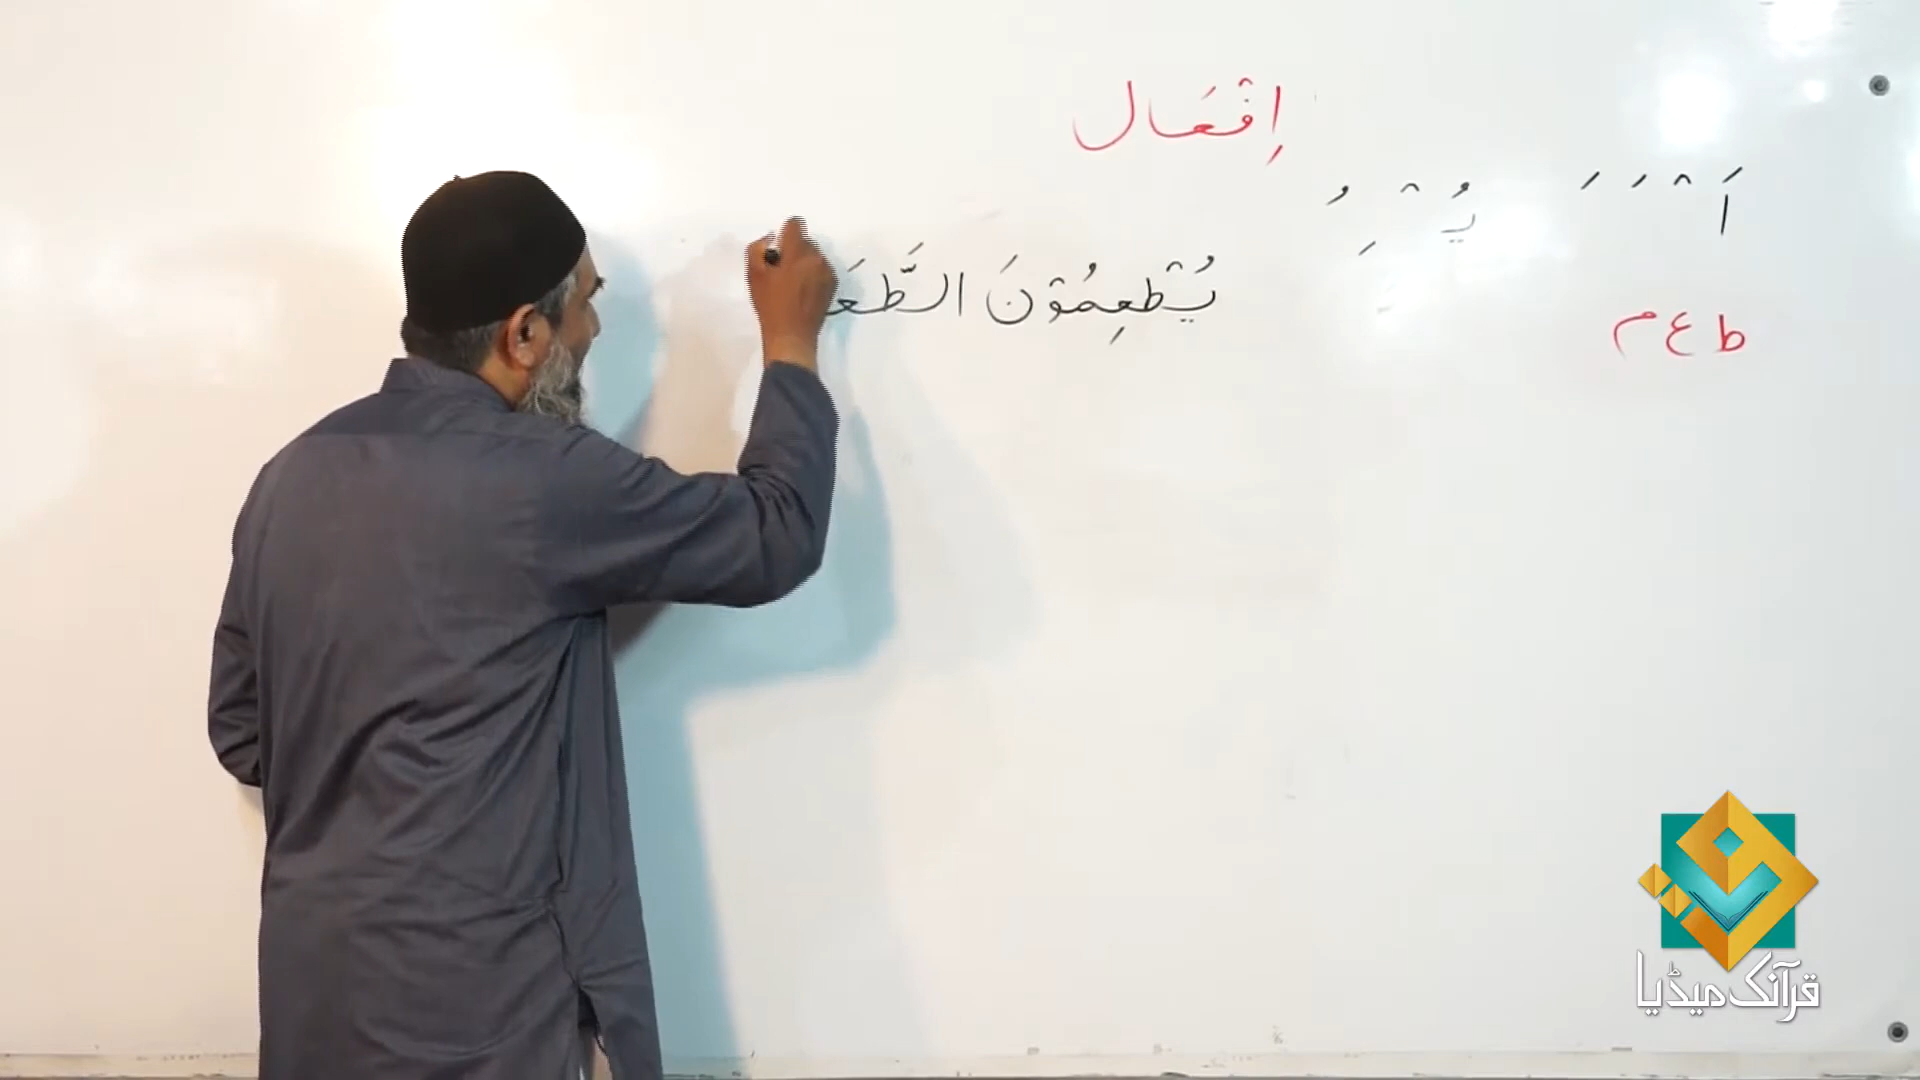 اِفْعَال
اَ ْ َ َ يُ ْ ِ ُ
يُطْعِمُوْنَ الطَّعَ
ط ع م
قرآنک میڈیا